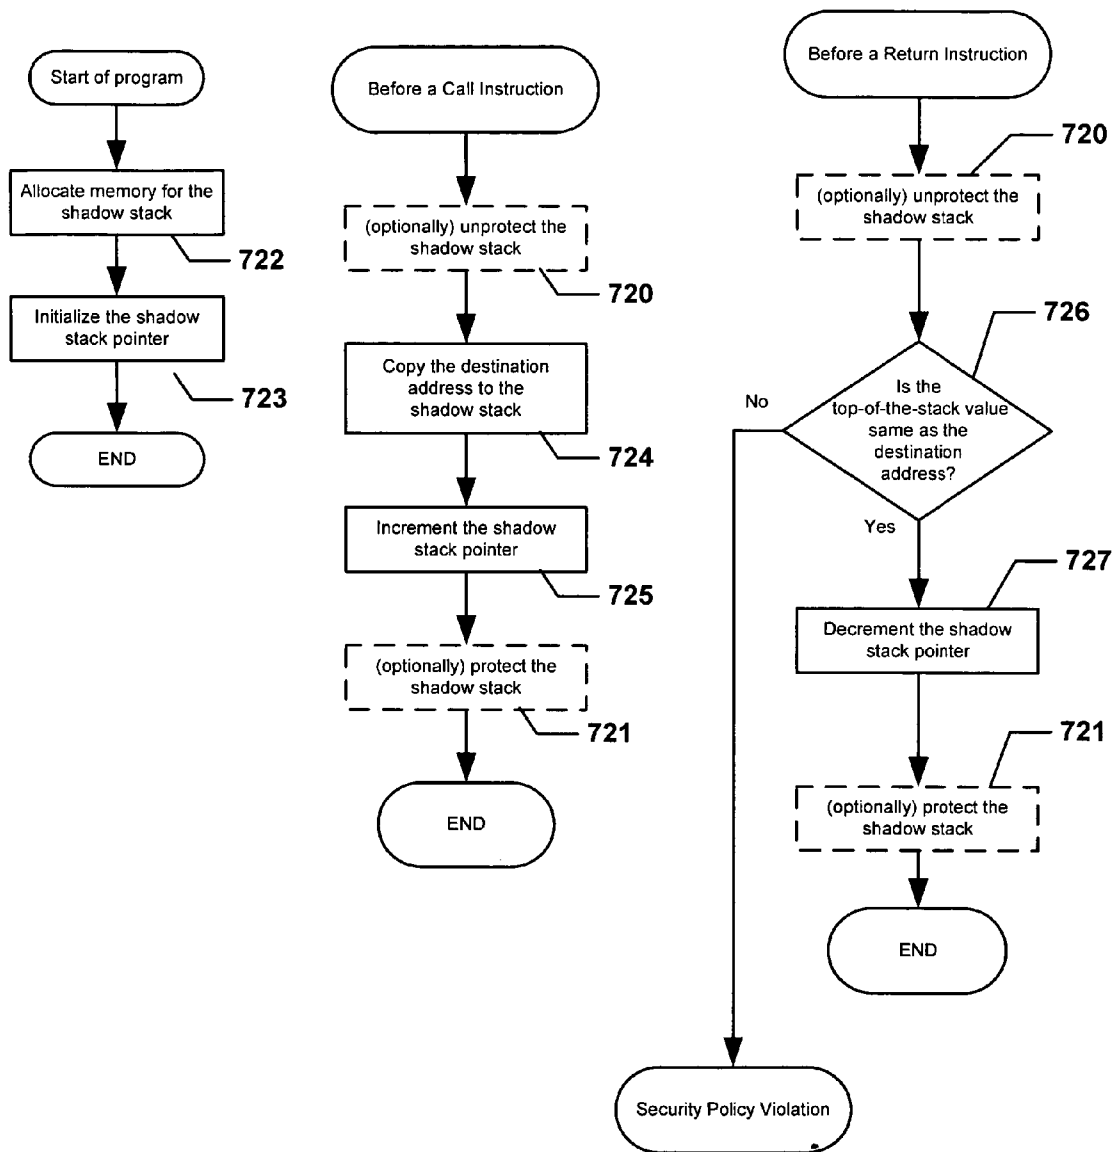 Start of program
Allocate memory for the
shadow stack
722
Initialize the shadow
stack pointer
723
END
Before a Call Instruction
(optionally) unprotect the
shadow stack
720
Copy the destination
address to the
shadow stack
724
Increment the shadow
stack pointer
725
(optionally) protect the
shadow stack
721
END
Before a Return Instruction
720
(optionally) unprotect the
shadow stack
726
Is the
top-of-the-stack value
same as the
destination
address?
No
Yes
727
Decrement the shadow
stack pointer
721
(optionally) protect the
shadow stack
END
Security Policy Violation